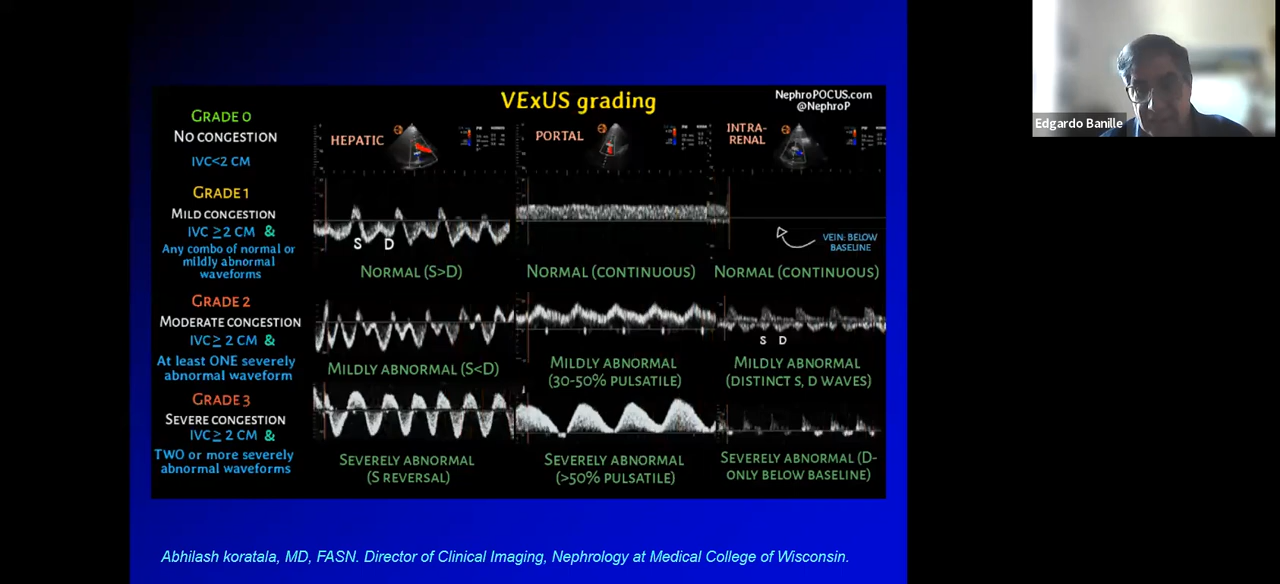 VExUS grading
NephroPOCUS.com
@NephroP
GRADE 0
NO CONGESTION
IVC<2 CM
GRADE 1
MILD CONGESTION
IVC ≥2 CM &
Any combo of normal or
mildly abnormal
waveforms
GRADE 2
MODERATE CONGESTION
IVC ≥ 2 CM &
At least ONE severely
abnormal waveform
GRADE 3
SEVERE CONGESTION
IVC ≥ 2 CM &
TWO or more severely
abnormal waveforms
HEPATIC
S D
NORMAL (S>D)
MILDLY ABNORMAL (S<D)
SEVERELY ABNORMAL
(S REVERSAL)
PORTAL
NORMAL (CONTINUOUS)
MILDLY ABNORMAL
(30-50% PULSATILE)
SEVERELY ABNORMAL
(>50% PULSATILE)
INTRA-
RENAL
VEIN: BELOW
BASELINE
NORMAL (CONTINUOUS)
S D
MILDLY ABNORMAL
(DISTINCT S, D WAVES)
SEVERELY ABNORMAL (D-
ONLY BELOW BASELINE)
Abhilash koratala, MD, FASN. Director of Clinical Imaging, Nephrology at Medical College of Wisconsin.
Edgardo Banille